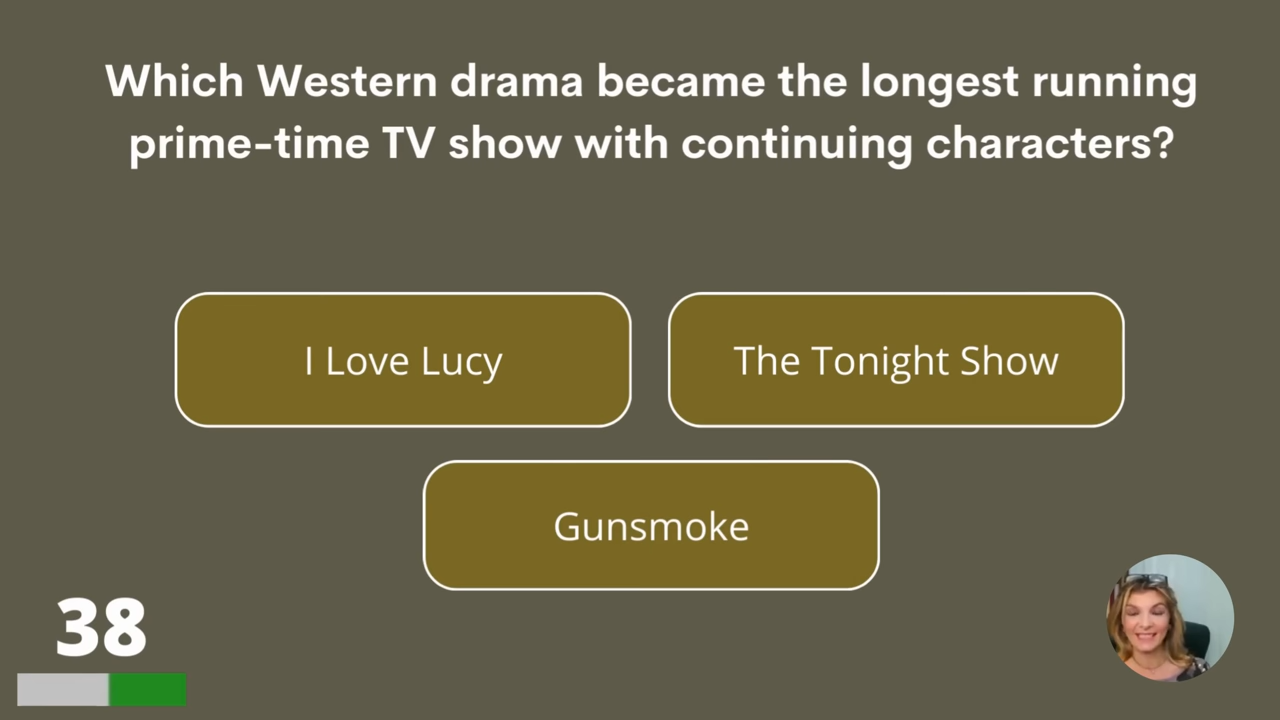 Which Western drama became the longest running
prime-time TV show with continuing characters?
I Love Lucy
The Tonight Show
Gunsmoke
38